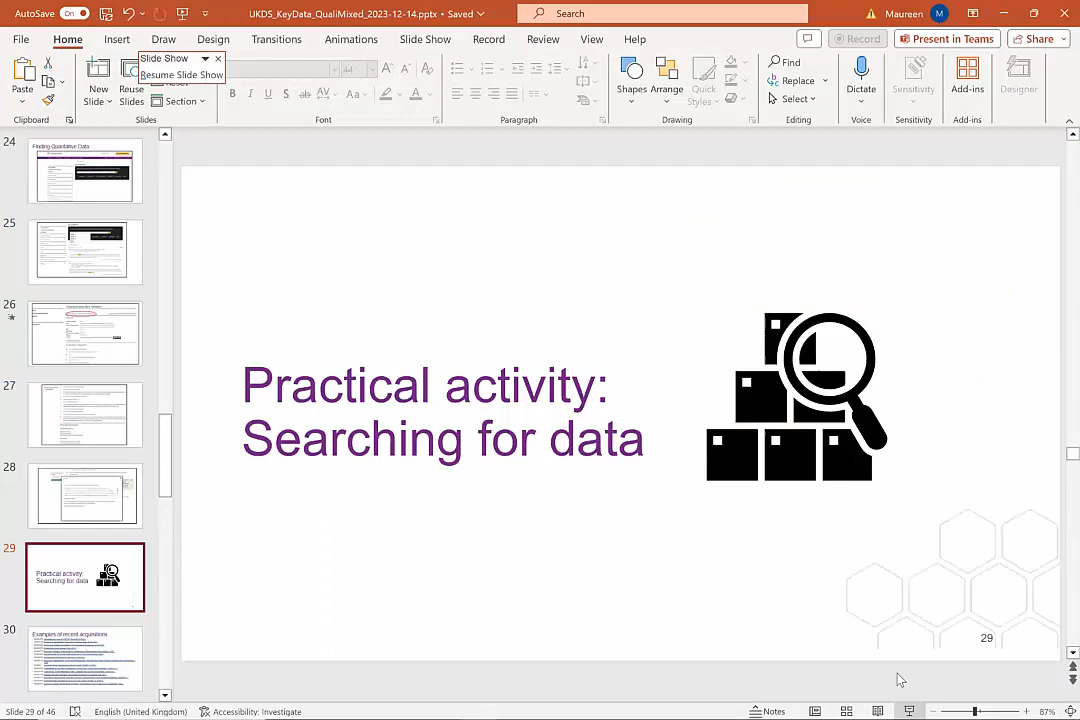 AutoSave On UKDS_KeyData_QualiMixed_2023-12-14.pptx • Saved Search Maureen M
File Home Insert Draw Design Transitions Animations Slide Show Record Review View Help Record Present in Teams Share
Slide Show
Resume Slide Show
Paste New Slide Reuse Slides Section Shapes Arrange Quick Styles Find Replace Select Dictate Sensitivity Add-ins Designer
Clipboard Slides Font Paragraph Drawing Editing Voice Sensitivity Add-ins
24
Finding Qualitative Data
25
26
27
28
29
Practical activity:
Searching for data
30
Examples of recent acquisitions
Practical activity:
Searching for data
29
Slide 29 of 46 English (United Kingdom) Accessibility: Investigate Notes 87%